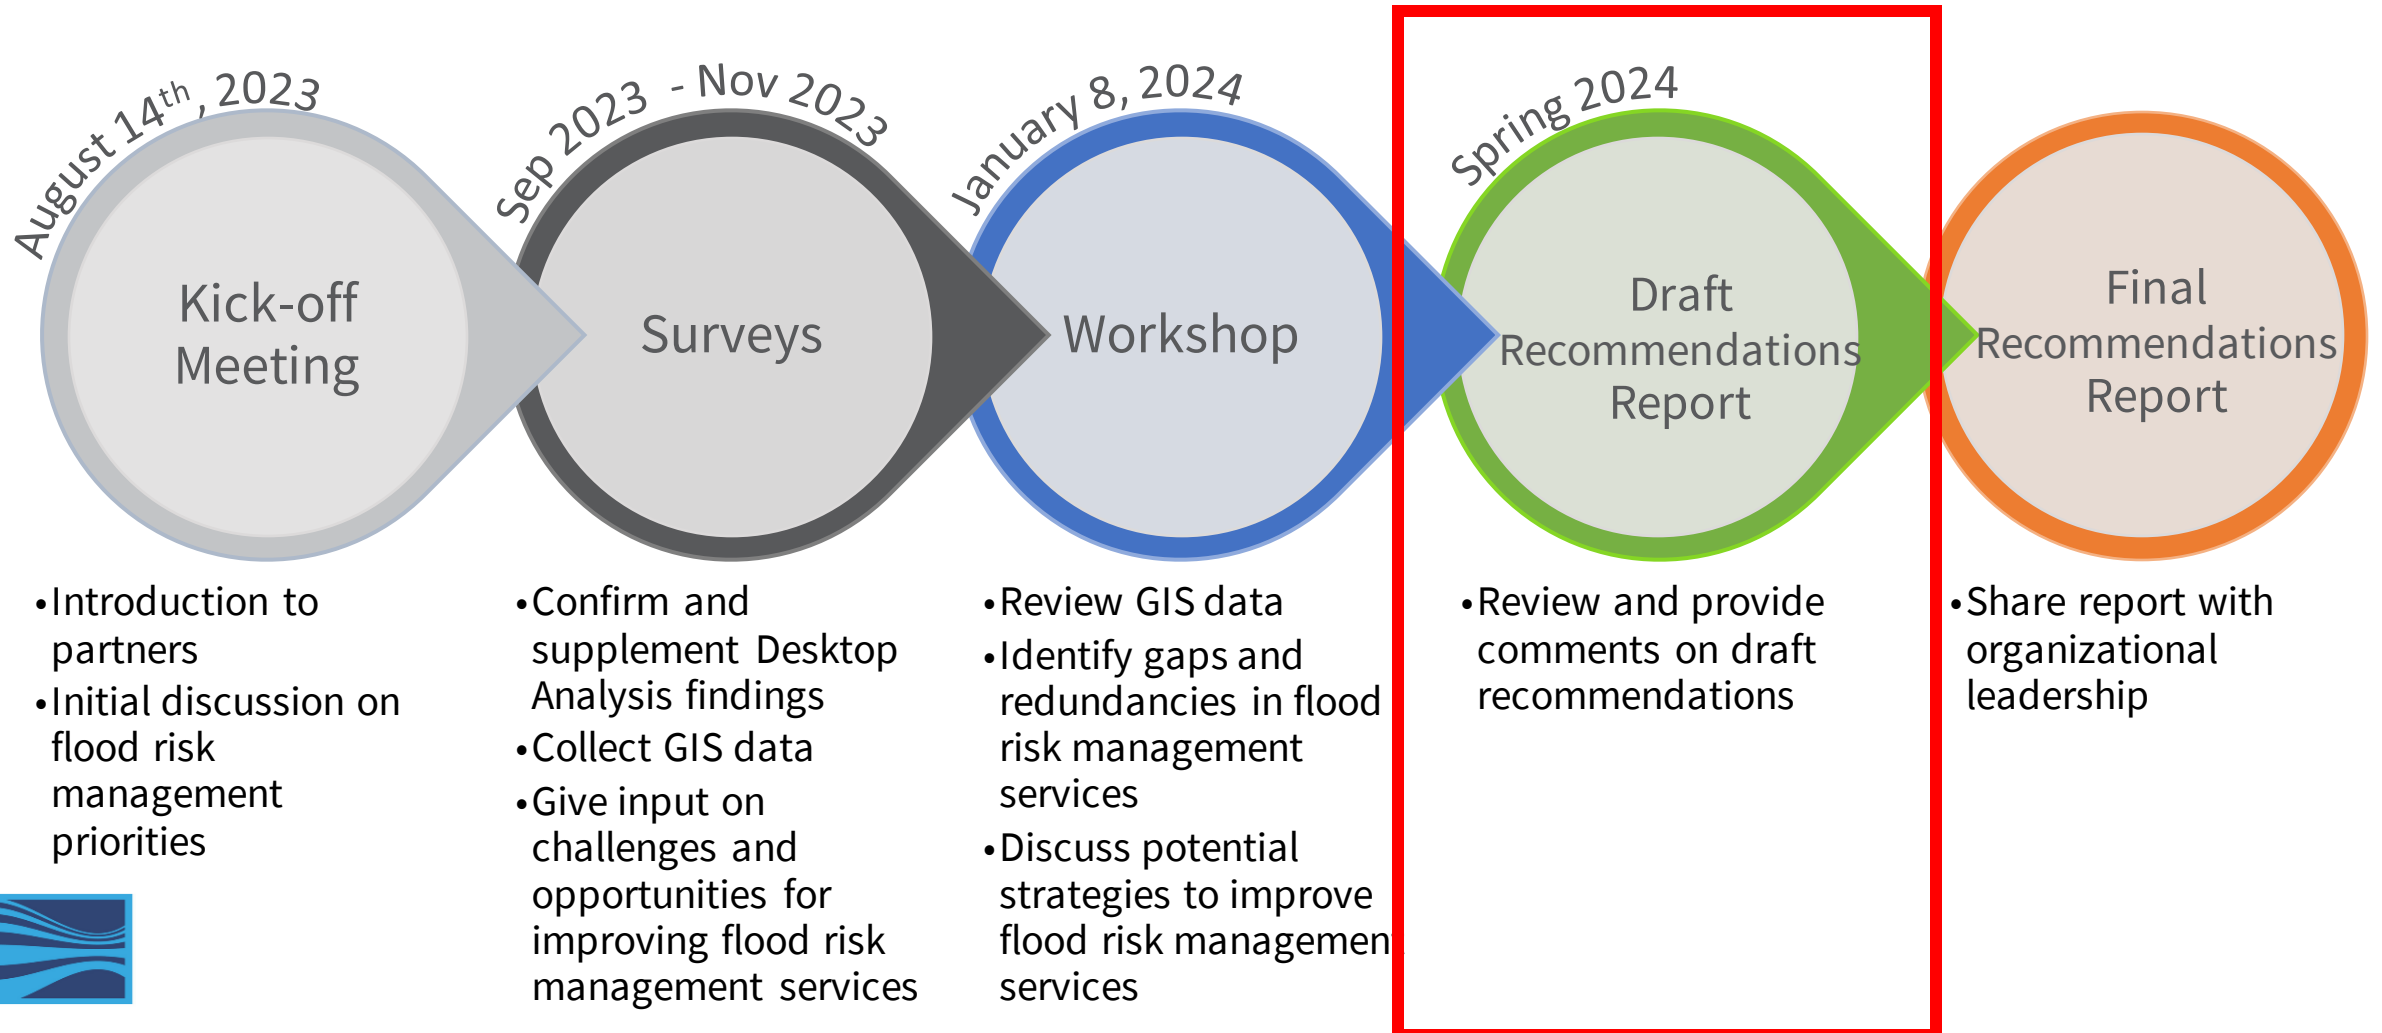 August 14th, 2023
Kick-off
Meeting
•Introduction to
partners
•Initial discussion on
flood risk
management
priorities
Sep 2023 - Nov 2023
Surveys
•Confirm and
supplement Desktop
Analysis findings
•Collect GIS data
•Give input on
challenges and
opportunities for
improving flood risk
management services
January 8, 2024
Workshop
•Review GIS data
•Identify gaps and
redundancies in flood
risk management
services
•Discuss potential
strategies to improve
flood risk management
services
Spring 2024
Draft
Recommendations
Report
•Review and provide
comments on draft
recommendations
Final
Recommendations
Report
•Share report with
organizational
leadership